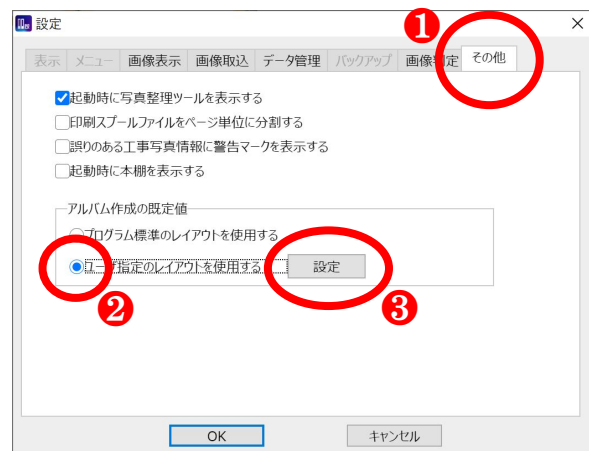 設定
❶
表示 メニュー 画像表示 画像取込 データ管理 バックアップ 画像判定 その他
起動時に写真整理ツールを表示する
印刷スプールファイルをページ単位に分割する
誤りのある工事写真情報に警告マークを表示する
起動時に本棚を表示する
アルバム作成の既定値
プログラム標準のレイアウトを使用する
ユーザ指定のレイアウトを使用する 設定
❷ ❸
OK キャンセル